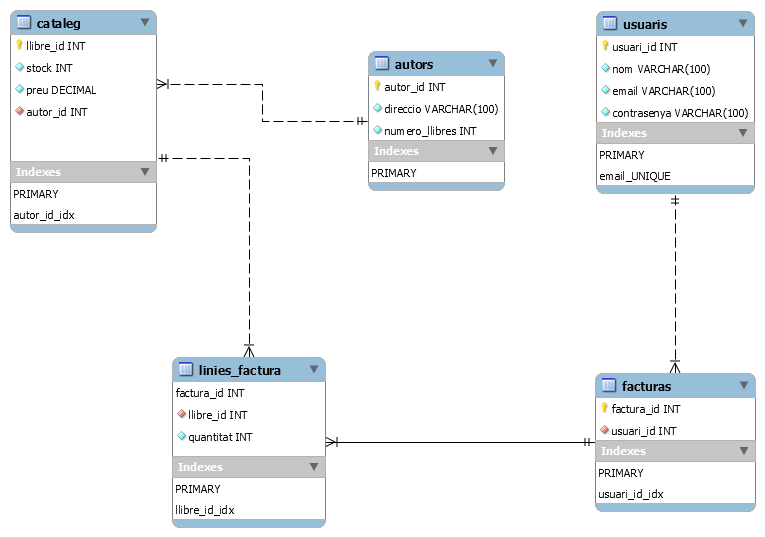 cataleg
llibre_id INT
stock INT
preu DECIMAL
autor_id INT
Indexes
PRIMARY
autor_id_idx
autors
autor_id INT
direccio VARCHAR(100)
numero_llibres INT
Indexes
PRIMARY
usuaris
usuari_id INT
nom VARCHAR(100)
email VARCHAR(100)
contrasenya VARCHAR(100)
Indexes
PRIMARY
email_UNIQUE
linies_factura
factura_id INT
llibre_id INT
quantitat INT
Indexes
PRIMARY
llibre_id_idx
facturas
factura_id INT
usuari_id INT
Indexes
PRIMARY
usuari_id_idx